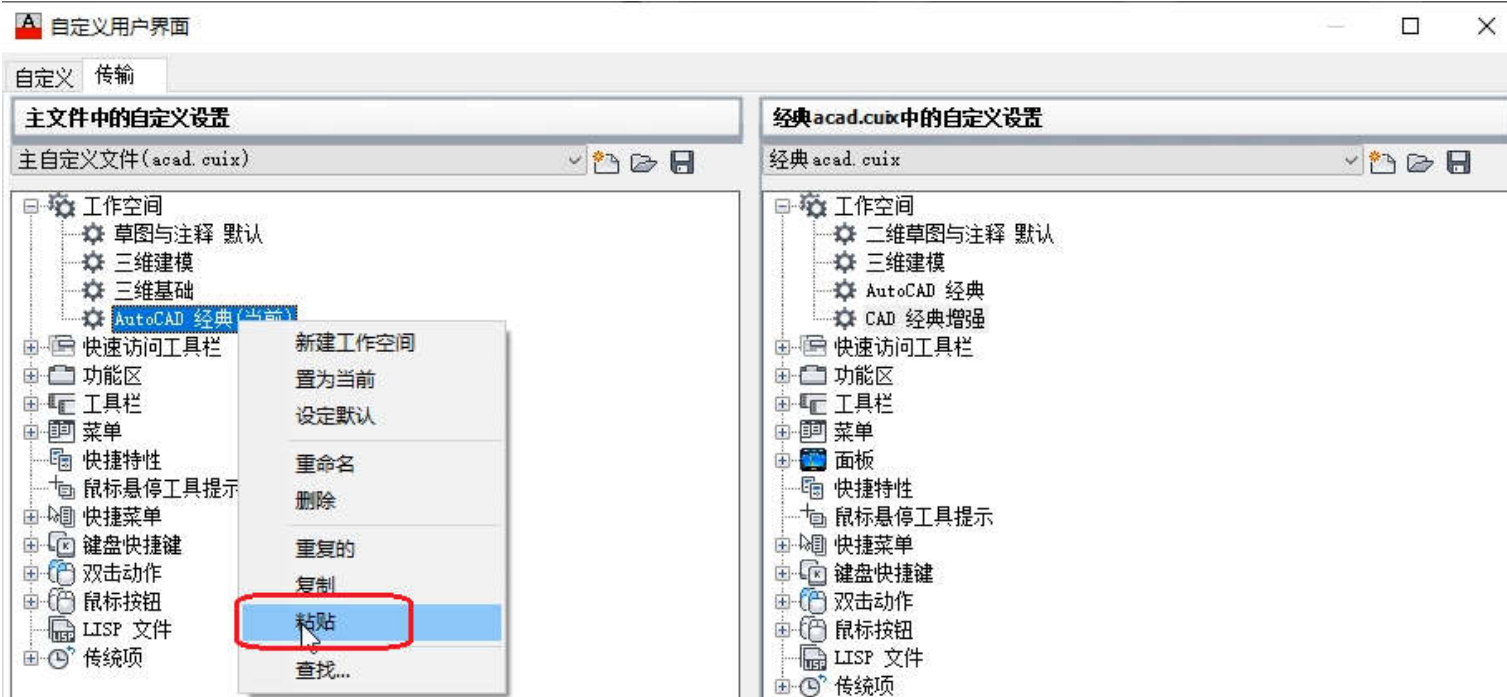 自定义用户界面
自定义 传输
主文件中的自定义设置
主自定义文件(acad.cuix)
工作空间
草图与注释 默认
三维建模
三维基础
AutoCAD 经典(当前)
快速访问工具栏
功能区
工具栏
菜单
快捷特性
鼠标悬停工具提示
快捷菜单
键盘快捷键
双击动作
鼠标按钮
LISP 文件
传统项
新建工作空间
置为当前
设定默认
重命名
删除
重复的
复制
粘贴
查找...
经典acad.cuix中的自定义设置
经典acad.cuix
工作空间
二维草图与注释 默认
三维建模
AutoCAD 经典
CAD 经典增强
快速访问工具栏
功能区
工具栏
菜单
面板
快捷特性
鼠标悬停工具提示
快捷菜单
键盘快捷键
双击动作
鼠标按钮
LISP 文件
传统项